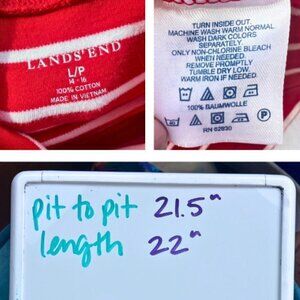 LANDS' END
L/P
14 - 16
100% COTTON
MADE IN VIETNAM
TURN INSIDE OUT.
MACHINE WASH WARM NORMAL
WASH DARK COLORS
SEPARATELY.
ONLY NON-CHLORINE BLEACH
WHEN NEEDED.
REMOVE PROMPTLY
TUMBLE DRY LOW.
WARM IRON IF NEEDED.
100% BAUMWOLLE
RN 62830
pit to pit 21.5"
length 22"